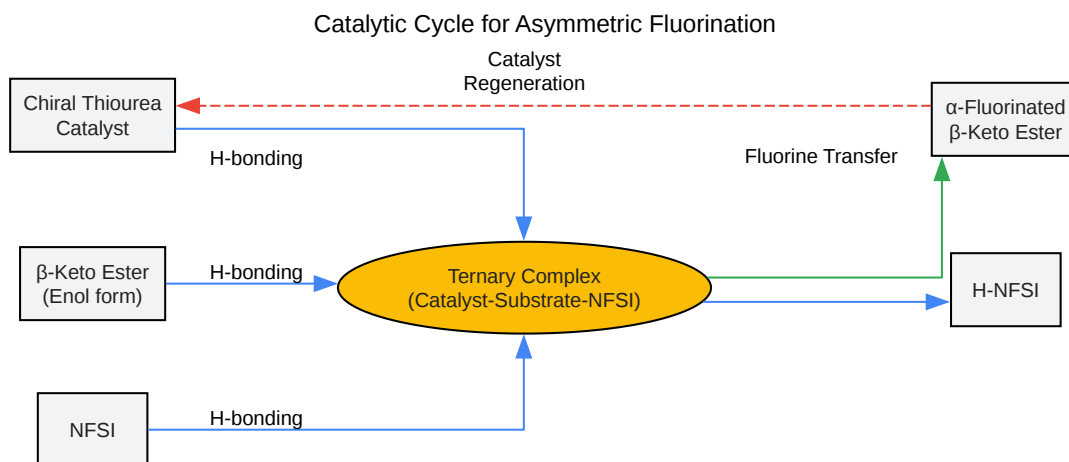 Catalytic Cycle for Asymmetric Fluorination
Catalyst
Regeneration
Chiral Thiourea
Catalyst
α-Fluorinated
β-Keto Ester
H-bonding
Fluorine Transfer
β-Keto Ester
(Enol form)
H-bonding
Ternary Complex
(Catalyst-Substrate-NFSI)
H-NFSI
NFSI
H-bonding